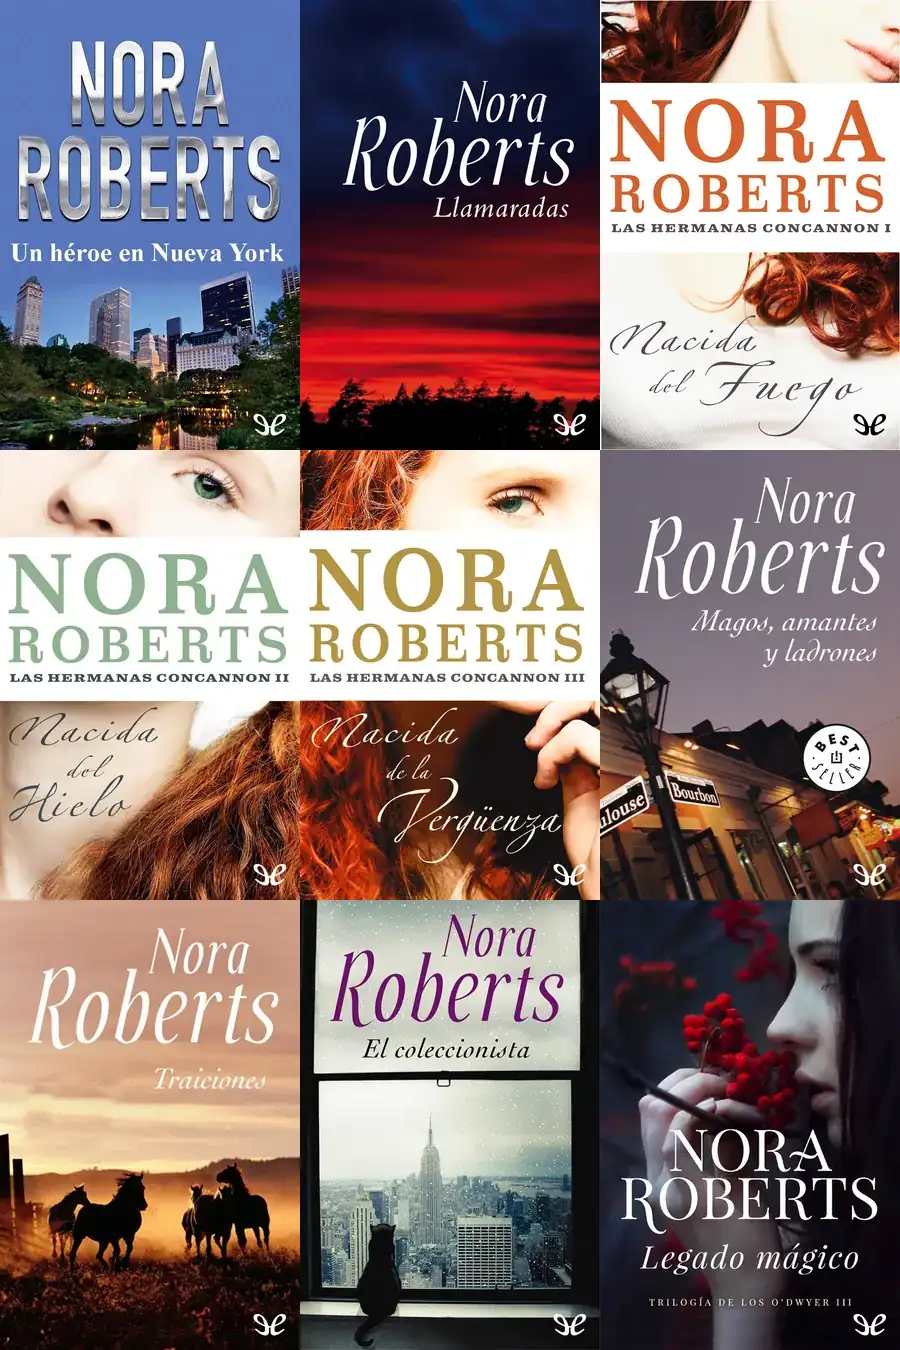 NORA
ROBERTS
Un héroe en Nueva York
Nora
Roberts
Llamaradas
NORA
ROBERTS
LAS HERMANAS CONCANNON I
Nacida
del Fuego
NORA
ROBERTS
LAS HERMANAS CONCANNON II
Nacida
del
Hielo
NORA
ROBERTS
LAS HERMANAS CONCANNON III
Nacida
de la
Vergüenza
Nora
Roberts
Magos, amantes
y ladrones
BEST
SELLER
ulouse
Bourbon
Nora
Roberts
Traiciones
Nora
Roberts
El coleccionista
NORA
ROBERTS
Legado mágico
TRILOGÍA DE LOS O'DWYER III